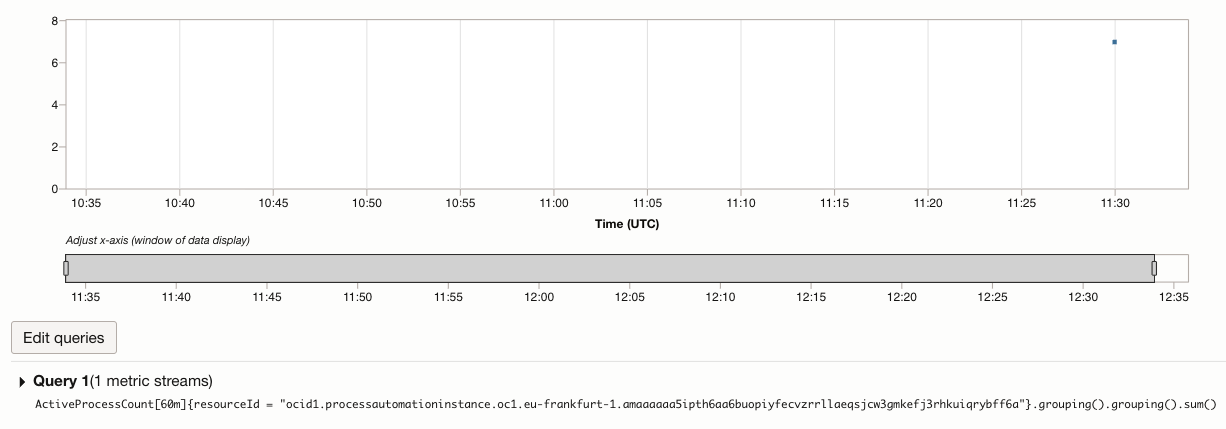 8
6
4
2
0
10:35 10:40 10:45 10:50 10:55 11:00 11:05 11:10 11:15 11:20 11:25 11:30
Time (UTC)
Adjust x-axis (window of data display)
11:35 11:40 11:45 11:50 11:55 12:00 12:05 12:10 12:15 12:20 12:25 12:30 12:35
Edit queries
Query 1(1 metric streams)
ActiveProcessCount[60m]{resourceId = "ocid1.processautomationinstance.oc1.eu-frankfurt-1.amaaaaaa5ipth6aa6buopiyfecvzrrllaeqsjcw3gmkefj3rhkuiqrybff6a"}.grouping().grouping().sum()